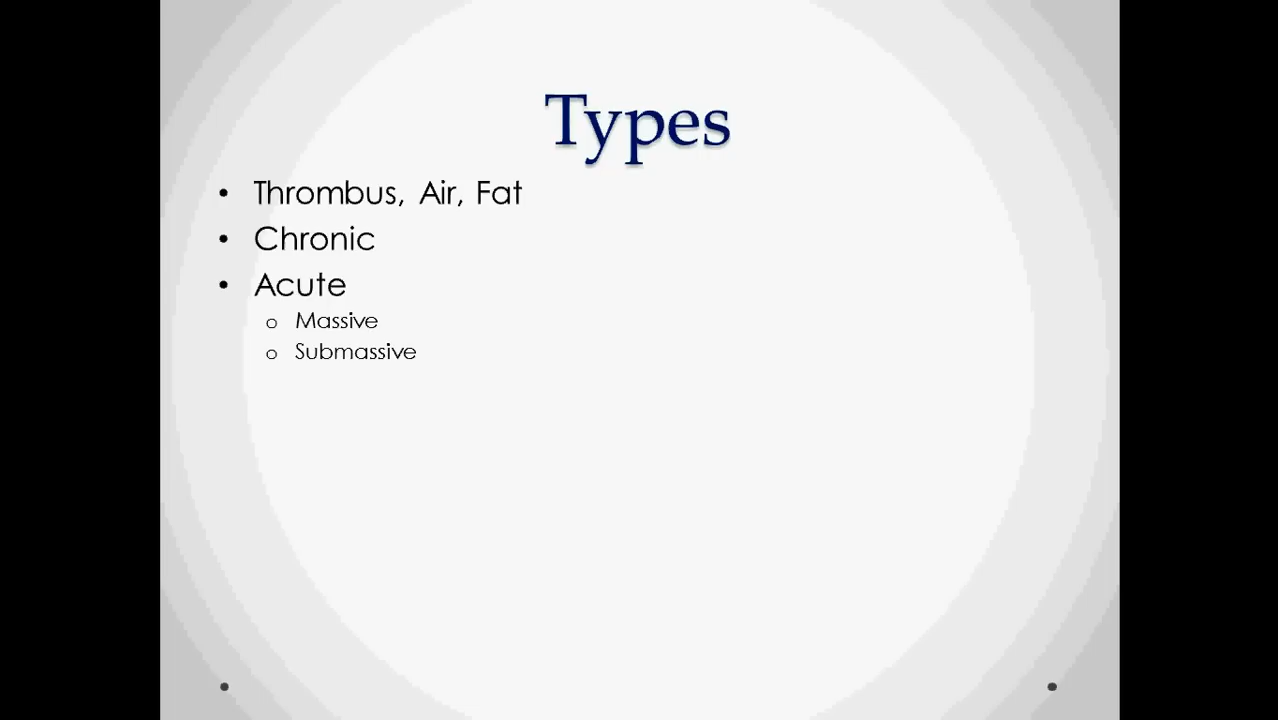 Types
• Thrombus, Air, Fat
• Chronic
• Acute
o Massive
o Submassive